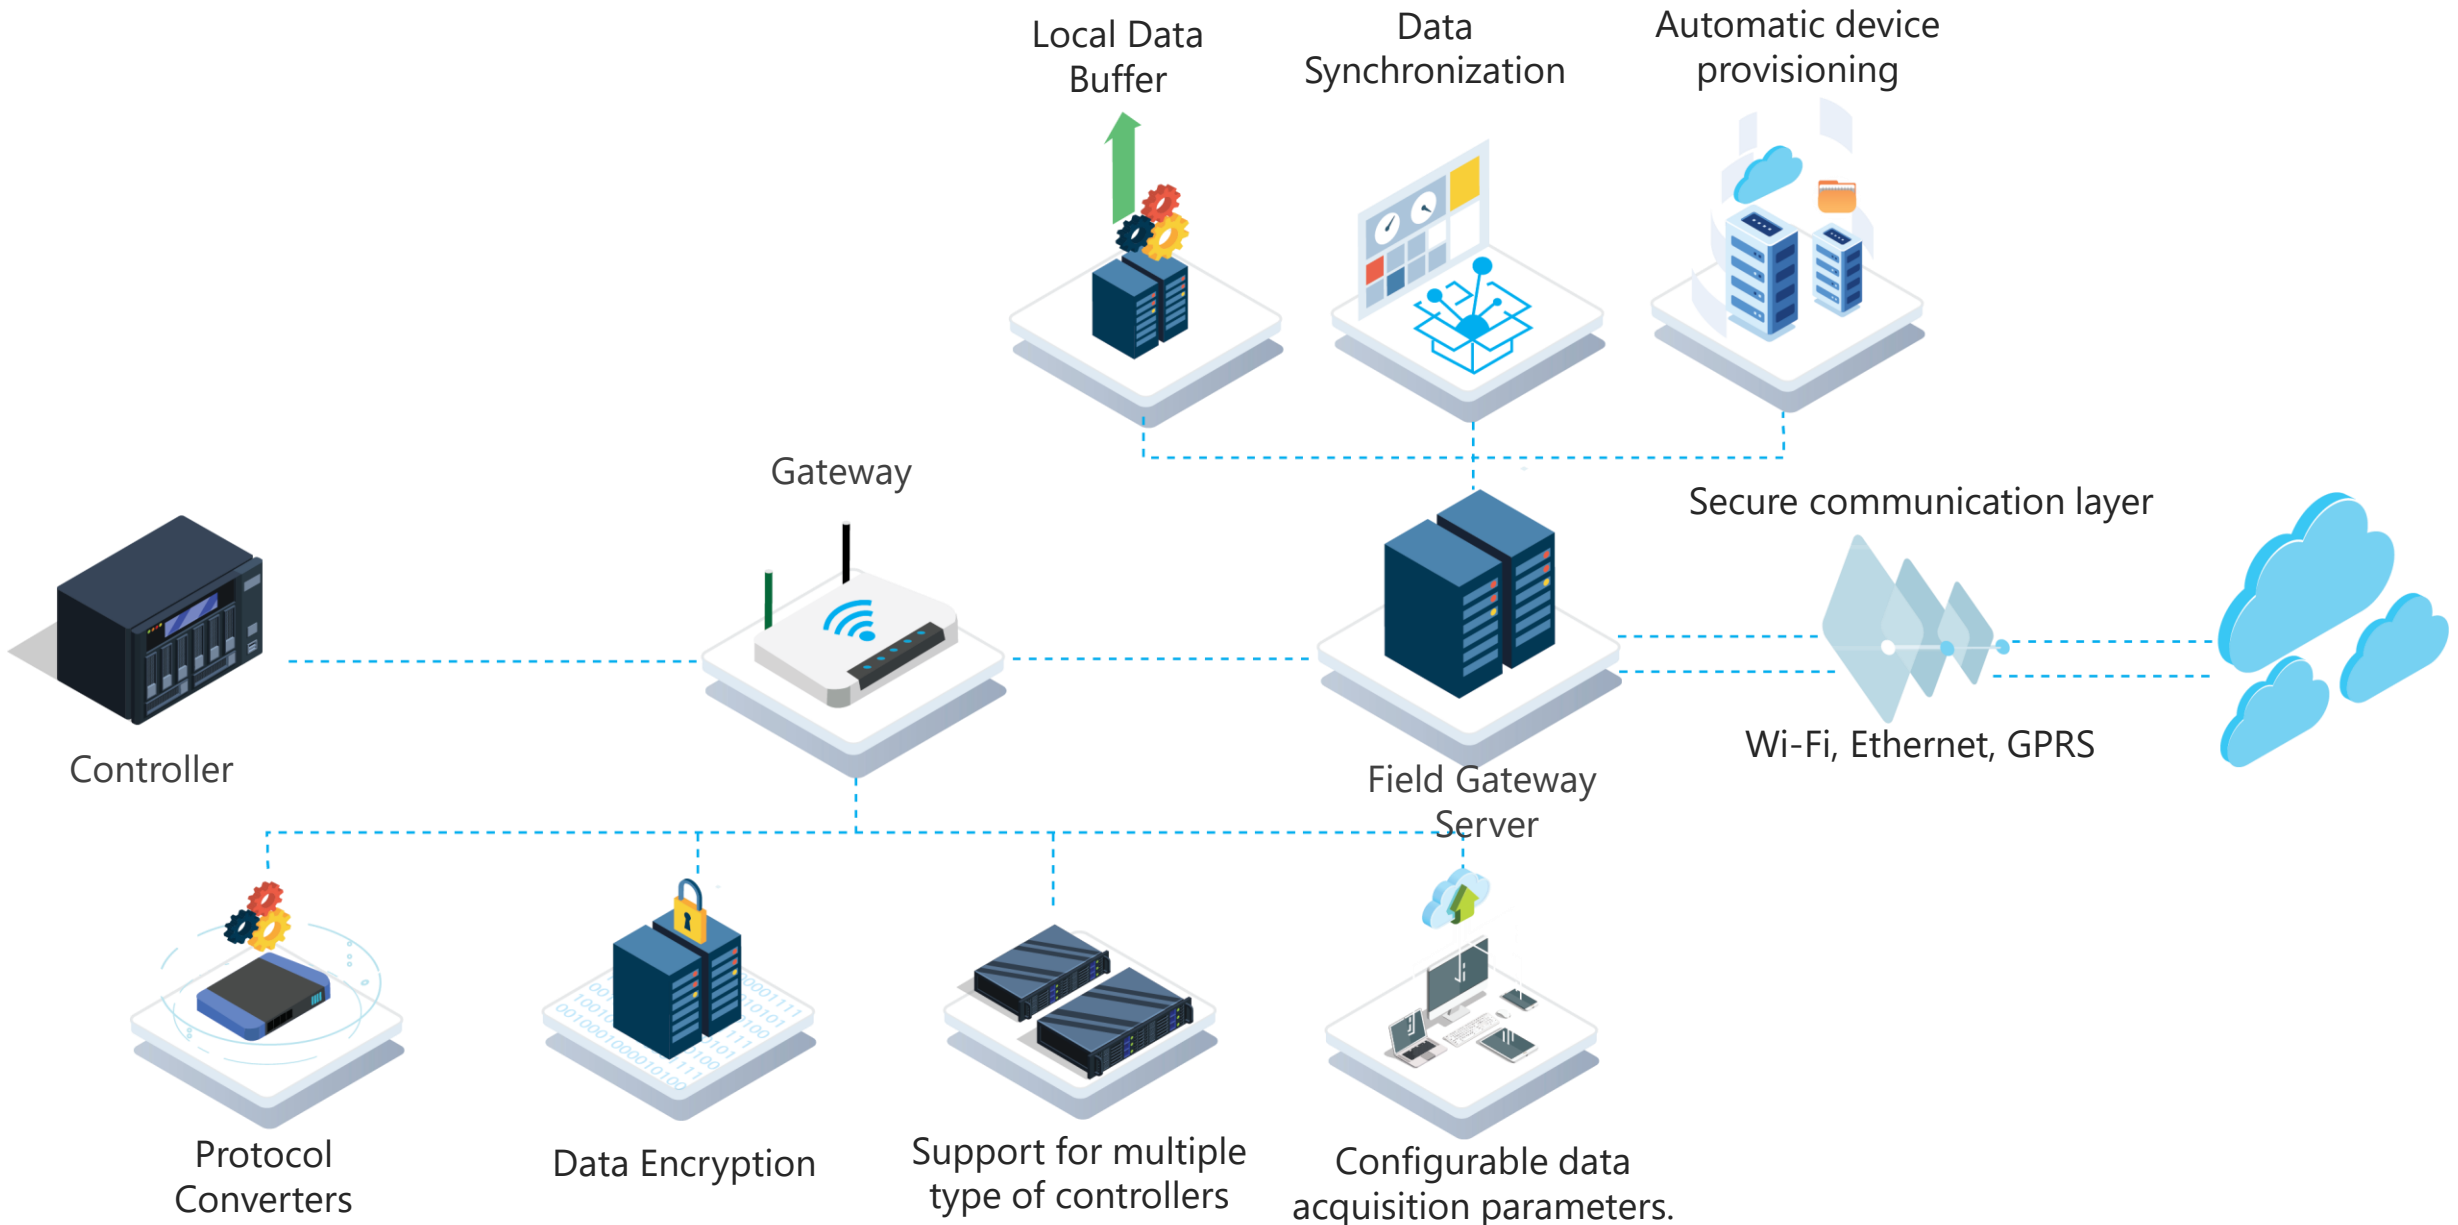 Local Data
Buffer
Data
Synchronization
Automatic device
provisioning
Gateway
Secure communication layer
Controller
Field Gateway
Server
Wi-Fi, Ethernet, GPRS
Protocol
Converters
Data Encryption
Support for multiple
type of controllers
Configurable data
acquisition parameters.